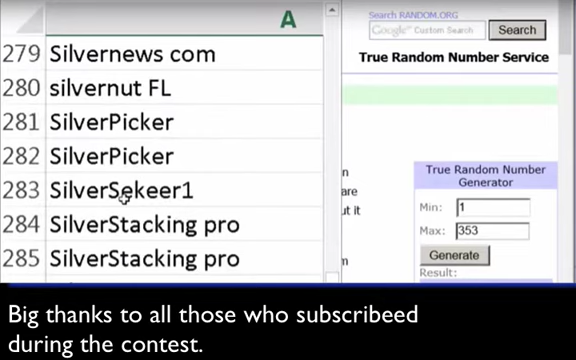 A
279 Silvernews com
280 silvernut FL
281 SilverPicker
282 SilverPicker
283 SilverSekeer1
284 SilverStacking pro
285 SilverStacking pro
Search RANDOM.ORG
Google Custom Search
Search
True Random Number Service
n
are
ut it
m
True Random Number
Generator
Min: 1
Max: 353
Generate
Result:
Big thanks to all those who subscribeed
during the contest.